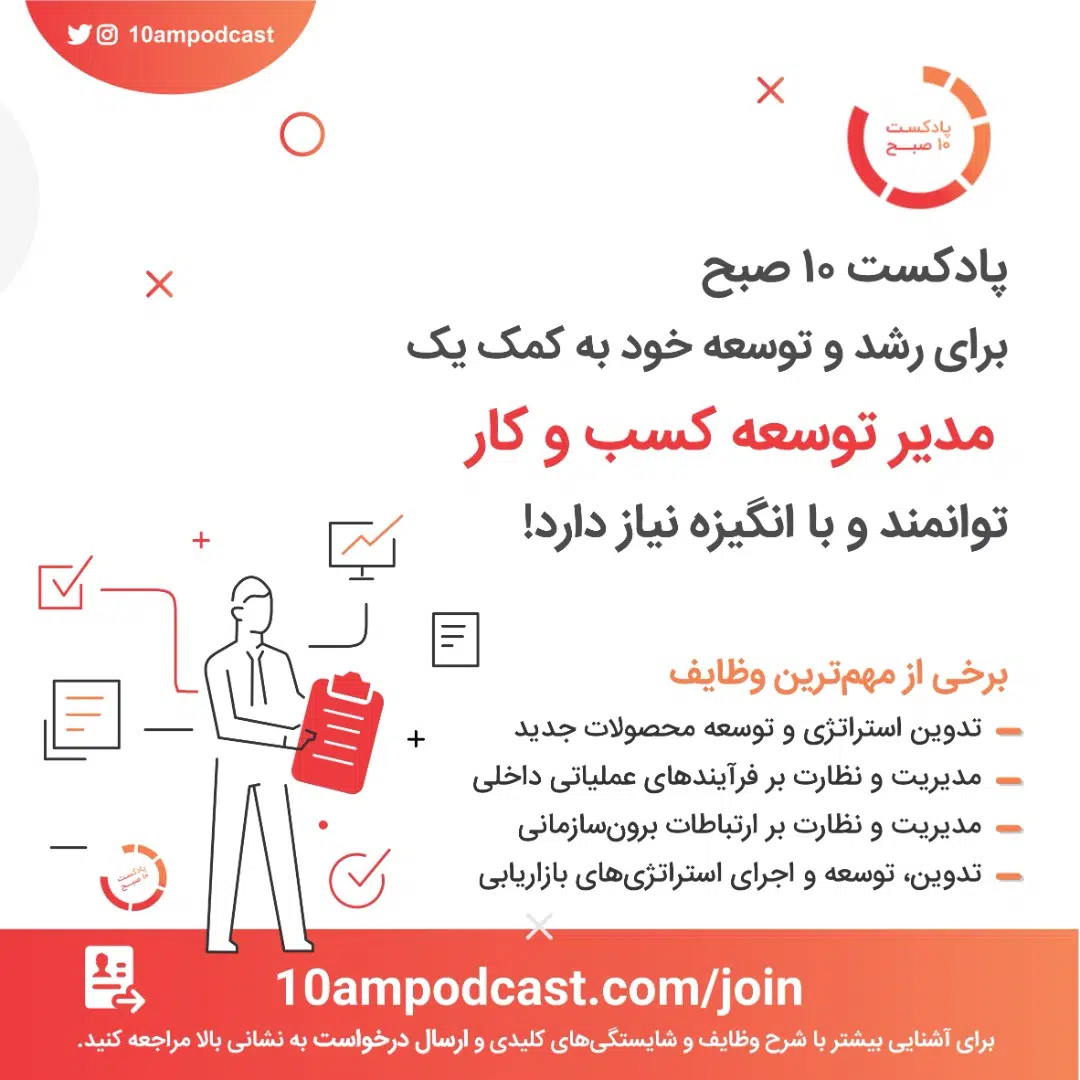 10ampodcast
پادکست
۱۰ صبح
پادکست ۱۰ صبح
برای رشد و توسعه خود به کمک یک
مدیر توسعه کسب و کار
توانمند و با انگیزه نیاز دارد!
برخی از مهم‌ترین وظایف
تدوین استراتژی و توسعه محصولات جدید
مدیریت و نظارت بر فرآیندهای عملیاتی داخلی
مدیریت و نظارت بر ارتباطات برون‌سازمانی
تدوین، توسعه و اجرای استراتژی‌های بازاریابی
پادکست
۱۰ صبح
10ampodcast.com/join
برای آشنایی بیشتر با شرح وظایف و شایستگی‌های کلیدی و ارسال درخواست به نشانی بالا مراجعه کنید.